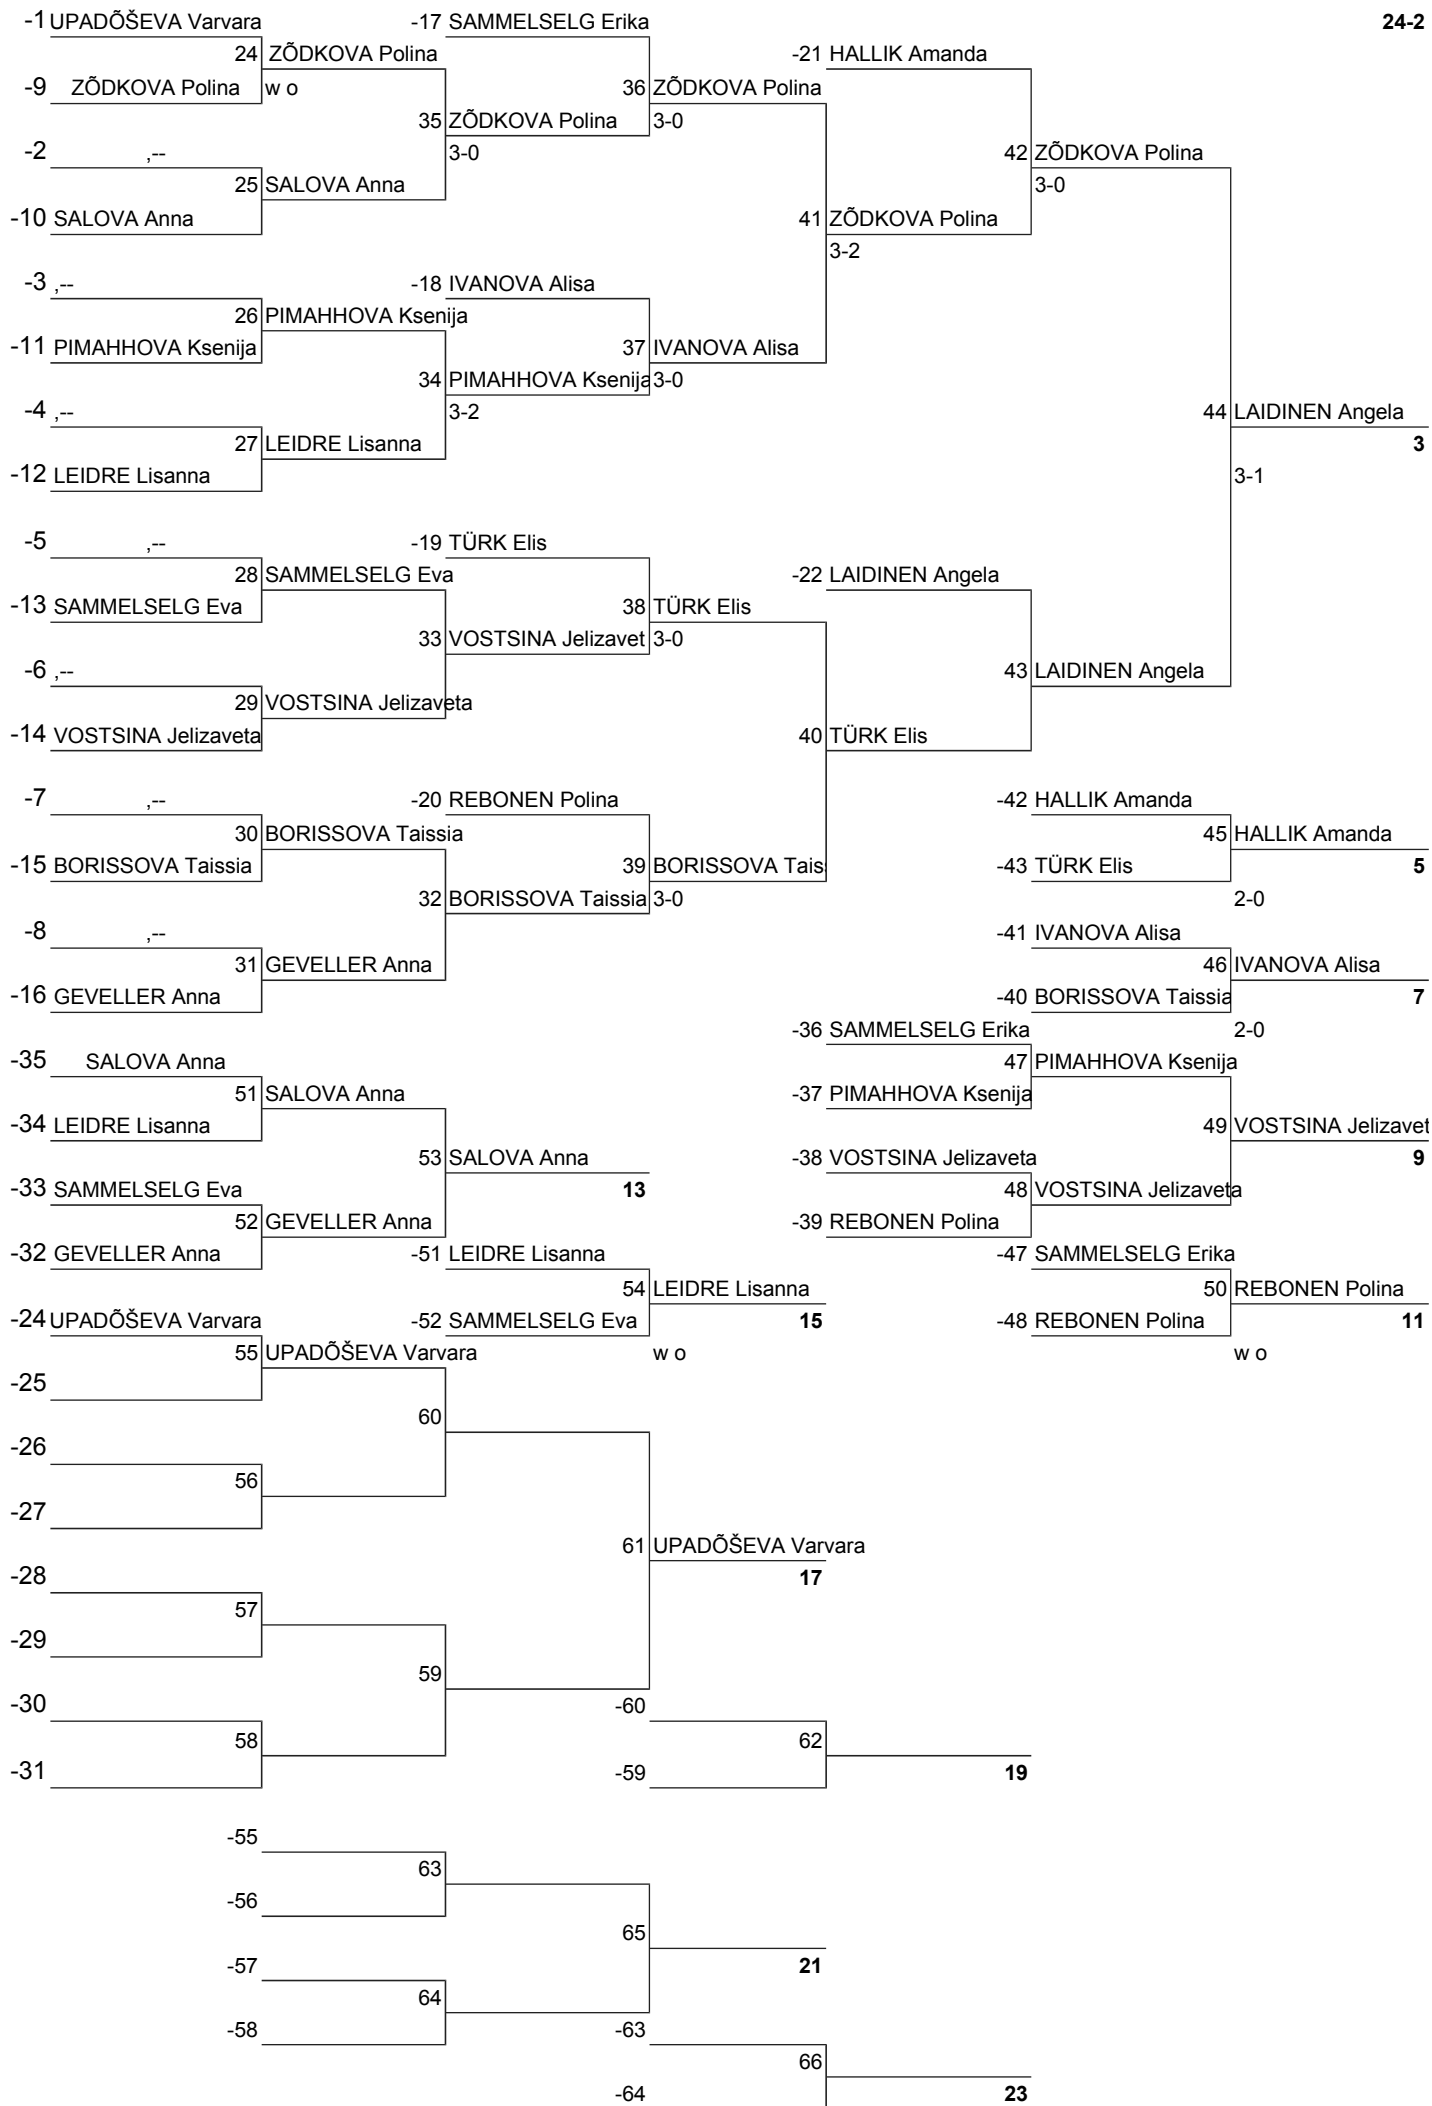 -1 UPADÕŠEVA Varvara -17 SAMMELSELG Erika 24-2
24 ZÕDKOVA Polina -21 HALLIK Amanda
-9 ZÕDKOVA Polina w o 36 ZÕDKOVA Polina
35 ZÕDKOVA Polina 3-0
-2 ,-- 3-0 42 ZÕDKOVA Polina
25 SALOVA Anna 3-0
-10 SALOVA Anna 41 ZÕDKOVA Polina
3-2
-3 ,-- -18 IVANOVA Alisa
26 PIMAHHOVA Ksenija
-11 PIMAHHOVA Ksenija 37 IVANOVA Alisa
34 PIMAHHOVA Ksenija 3-0
-4 ,-- 3-2 44 LAIDINEN Angela
27 LEIDRE Lisanna 3
-12 LEIDRE Lisanna 3-1
-5 ,-- -19 TÜRK Elis
28 SAMMELSELG Eva -22 LAIDINEN Angela
-13 SAMMELSELG Eva 38 TÜRK Elis
33 VOSTSINA Jelizavet 3-0
-6 ,-- 43 LAIDINEN Angela
29 VOSTSINA Jelizaveta
-14 VOSTSINA Jelizaveta 40 TÜRK Elis
-7 ,-- -20 REBONEN Polina -42 HALLIK Amanda
30 BORISSOVA Taissia 45 HALLIK Amanda
-15 BORISSOVA Taissia 39 BORISSOVA Tais -43 TÜRK Elis 5
32 BORISSOVA Taissia 3-0 2-0
-8 ,-- -41 IVANOVA Alisa
31 GEVELLER Anna 46 IVANOVA Alisa
-16 GEVELLER Anna -40 BORISSOVA Taissia 7
-36 SAMMELSELG Erika 2-0
-35 SALOVA Anna 47 PIMAHHOVA Ksenija
51 SALOVA Anna -37 PIMAHHOVA Ksenija
-34 LEIDRE Lisanna 49 VOSTSINA Jelizavet
53 SALOVA Anna -38 VOSTSINA Jelizaveta 9
-33 SAMMELSELG Eva 13 48 VOSTSINA Jelizaveta
52 GEVELLER Anna -39 REBONEN Polina
-32 GEVELLER Anna -51 LEIDRE Lisanna -47 SAMMELSELG Erika
54 LEIDRE Lisanna 50 REBONEN Polina
-24 UPADÕŠEVA Varvara -52 SAMMELSELG Eva 15 -48 REBONEN Polina 11
55 UPADÕŠEVA Varvara w o w o
-25
60
-26
56
-27
61 UPADÕŠEVA Varvara
-28 17
57
-29
59
-30 -60
58 62
-31 -59 19
-55
63
-56
65
-57 21
64
-58 -63
66
-64 23